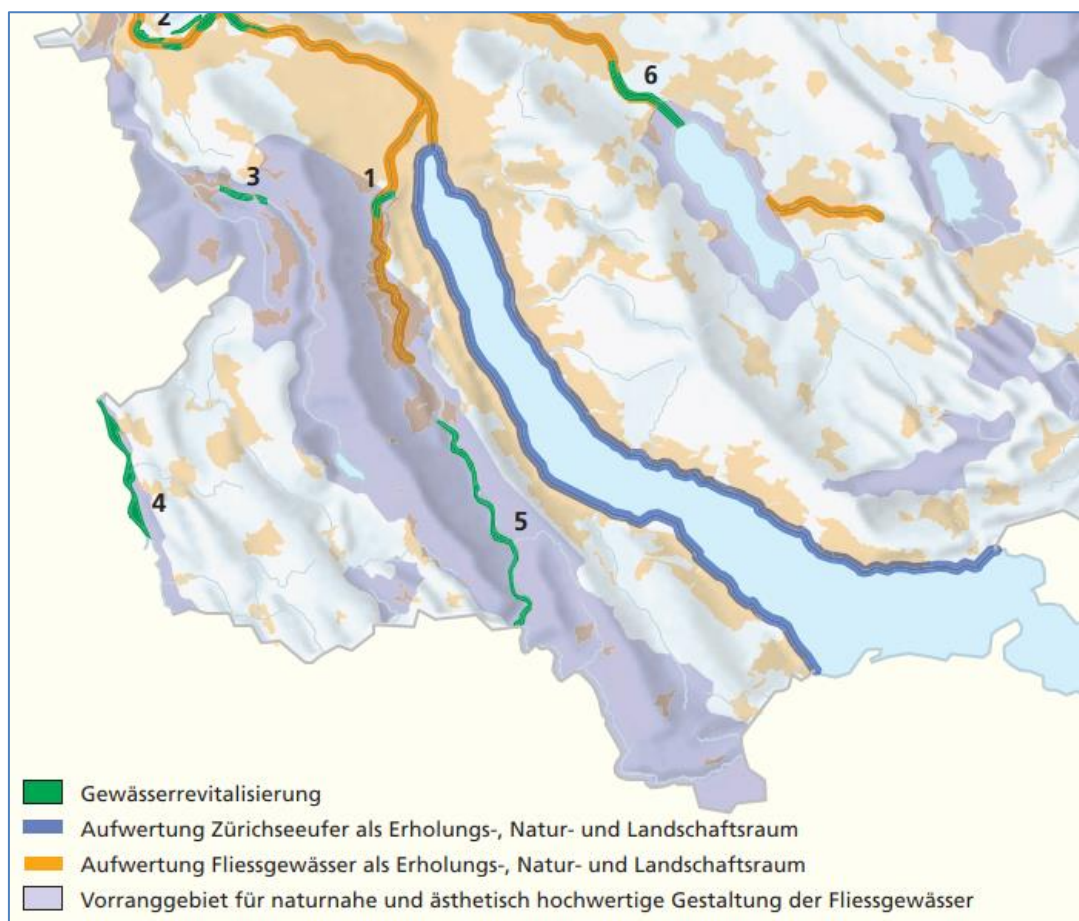 2
6
3
1
4
5
Gewässerrevitalisierung
Aufwertung Zürichseeufer als Erholungs-, Natur- und Landschaftsraum
Aufwertung Fliessgewässer als Erholungs-, Natur- und Landschaftsraum
Vorranggebiet für naturnahe und ästhetisch hochwertige Gestaltung der Fliessgewässer